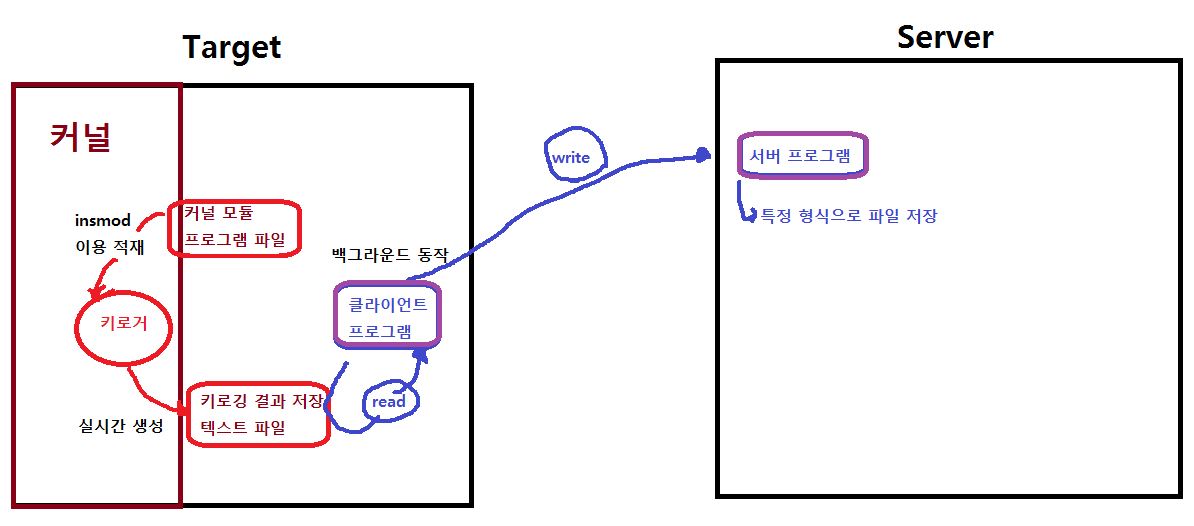 Target
Server
커널
write
서버 프로그램
insmod
이용 적재
커널 모듈
프로그램 파일
특정 형식으로 파일 저장
백그라운드 동작
키로거
클라이언트
프로그램
실시간 생성
키로깅 결과 저장
텍스트 파일
read